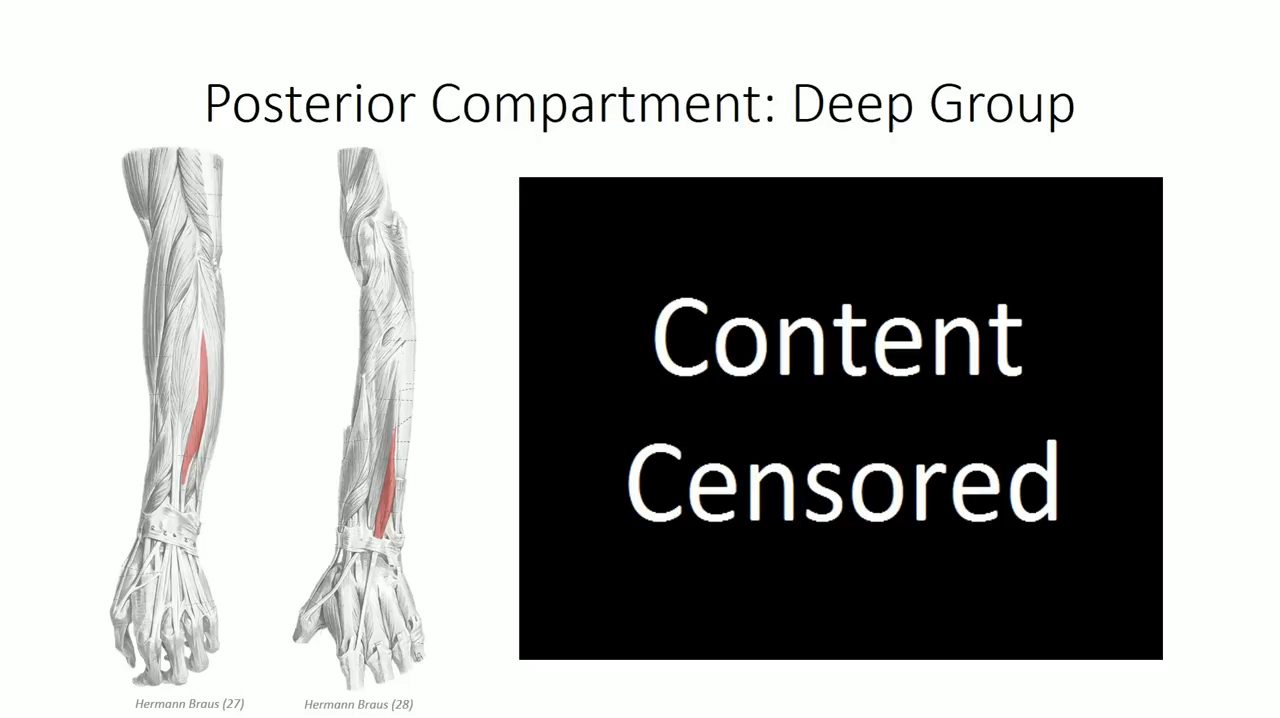 Posterior Compartment: Deep Group
Content
Censored
Hermann Braus (27)
Hermann Braus (28)